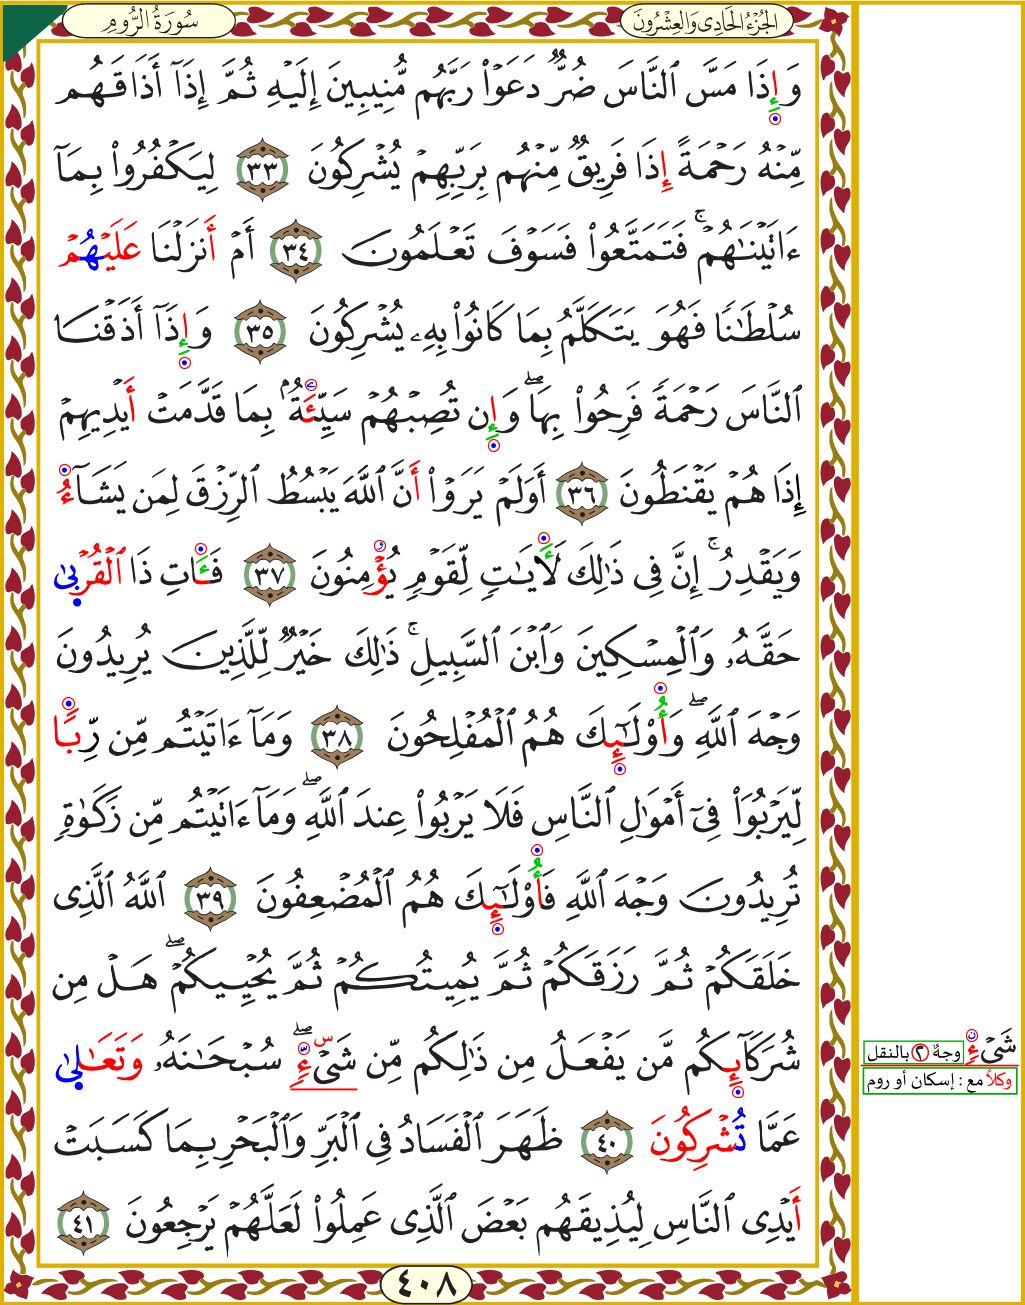 سُورَةُ الرُّومِ
الجُزْءُ الحَادِى وَالعِشْرُونَ
وَإِذَا مَسَّ ٱلنَّاسَ ضُرٌّ دَعَوْا۟ رَبَّهُم مُّنِيبِينَ إِلَيْهِ ثُمَّ إِذَآ أَذَاقَهُم
مِّنْهُ رَحْمَةً إِذَا فَرِيقٌ مِّنْهُم بِرَبِّهِمْ يُشْرِكُونَ ٣٣ لِيَكْفُرُوا۟ بِمَآ
ءَاتَيْنَـٰهُمْ ۚ فَتَمَتَّعُوا۟ فَسَوْفَ تَعْلَمُونَ ٣٤ أَمْ أَنزَلْنَا عَلَيْهُمْ
سُلْطَـٰنًا فَهُوَ يَتَكَلَّمُ بِمَا كَانُوا۟ بِهِۦ يُشْرِكُونَ ٣٥ وَإِذَآ أَذَقْنَا
ٱلنَّاسَ رَحْمَةً فَرِحُوا۟ بِهَا ۖ وَإِن تُصِبْهُمْ سَيِّئَةٌۢ بِمَا قَدَّمَتْ أَيْدِيهِمْ
إِذَا هُمْ يَقْنَطُونَ ٣٦ أَوَلَمْ يَرَوْا۟ أَنَّ ٱللَّهَ يَبْسُطُ ٱلرِّزْقَ لِمَن يَشَآءُ
وَيَقْدِرُ ۚ إِنَّ فِى ذَٰلِكَ لَـَٔايَـٰتٍ لِّقَوْمٍ يُؤْمِنُونَ ٣٧ فَـَٔاتِ ذَا ٱلْقُرْبِىٰ
حَقَّهُۥ وَٱلْمِسْكِينَ وَٱبْنَ ٱلسَّبِيلِ ۚ ذَٰلِكَ خَيْرٌ لِّلَّذِينَ يُرِيدُونَ
وَجْهَ ٱللَّهِ ۖ وَأُو۟لَـٰٓئِكَ هُمُ ٱلْمُفْلِحُونَ ٣٨ وَمَآ ءَاتَيْتُم مِّن رِّبًا
لِّيَرْبُوَا۟ فِىٓ أَمْوَٰلِ ٱلنَّاسِ فَلَا يَرْبُوا۟ عِندَ ٱللَّهِ ۖ وَمَآ ءَاتَيْتُم مِّن زَكَوٰةٍ
تُرِيدُونَ وَجْهَ ٱللَّهِ فَأُو۟لَـٰٓئِكَ هُمُ ٱلْمُضْعِفُونَ ٣٩ ٱللَّهُ ٱلَّذِى
خَلَقَكُمْ ثُمَّ رَزَقَكُمْ ثُمَّ يُمِيتُكُمْ ثُمَّ يُحْيِيكُمْ ۖ هَلْ مِن
شُرَكَآئِكُم مَّن يَفْعَلُ مِن ذَٰلِكُم مِّن شَىْءٍ ۖ سُبْحَـٰنَهُۥ وَتَعَـٰلِىٰ
عَمَّا تُشْرِكُونَ ٤٠ ظَهَرَ ٱلْفَسَادُ فِى ٱلْبَرِّ وَٱلْبَحْرِ بِمَا كَسَبَتْ
أَيْدِى ٱلنَّاسِ لِيُذِيقَهُم بَعْضَ ٱلَّذِى عَمِلُوا۟ لَعَلَّهُمْ يَرْجِعُونَ ٤١
٤٠٨
شَىْءٍ وجهٌ ٢ بالنقل
وكلاً مع : إسكان أو روم